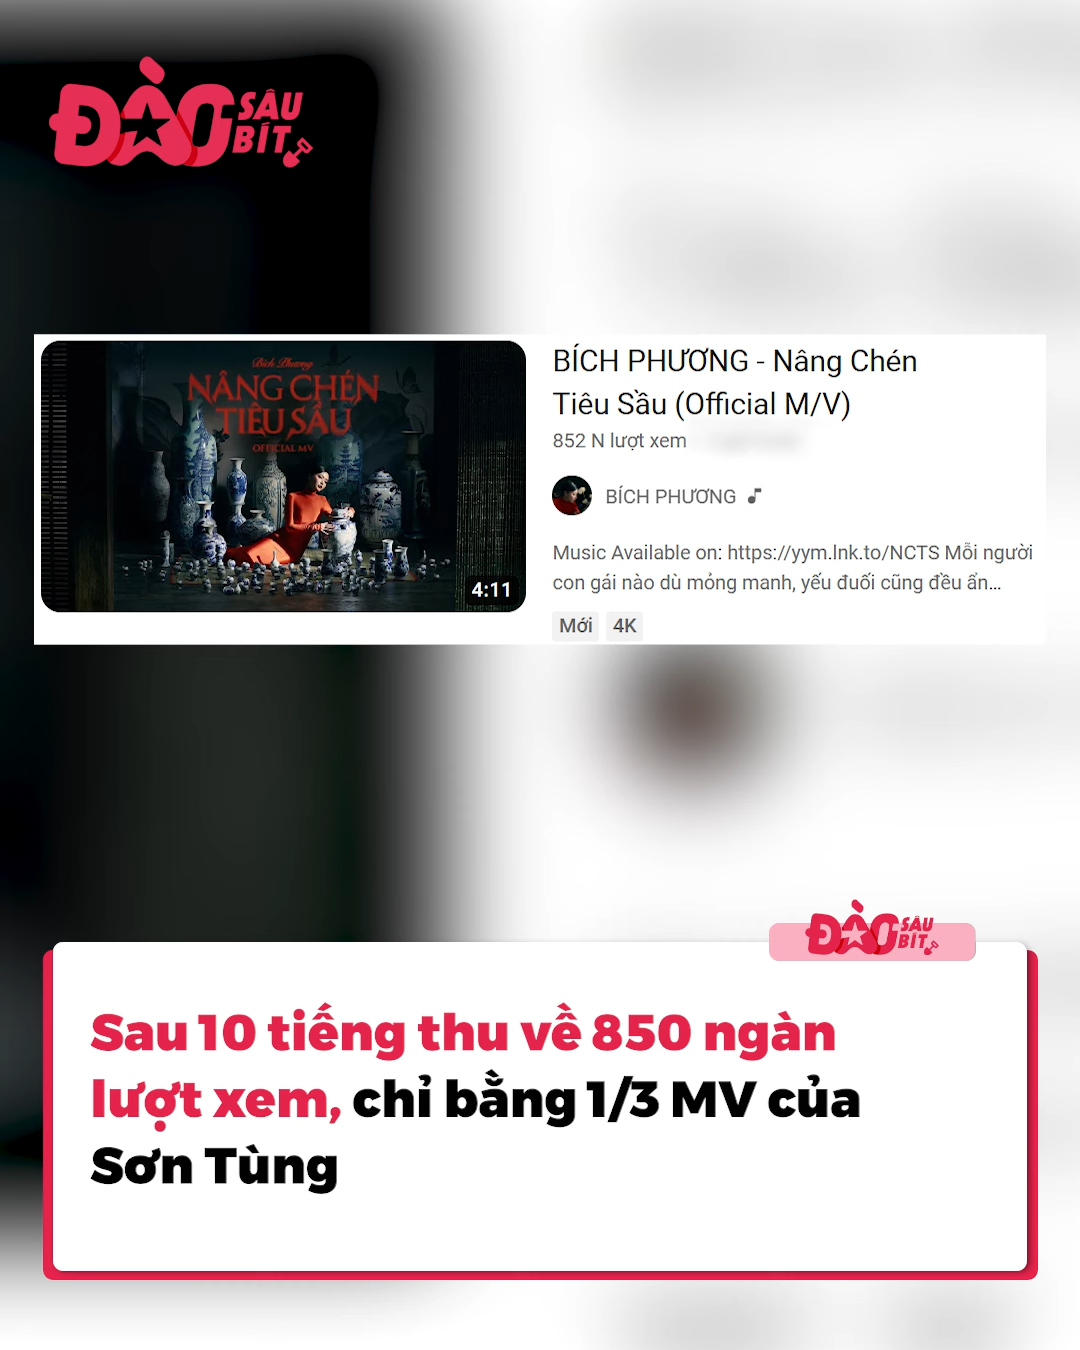 ĐÀO SÂU BÍT
Bích Phương
NÂNG CHÉN
TIÊU SẦU
OFFICIAL MV
4:11
BÍCH PHƯƠNG - Nâng Chén
Tiêu Sầu (Official M/V)
852 N lượt xem
BÍCH PHƯƠNG
Music Available on: https://yym.lnk.to/NCTS Mỗi người
con gái nào dù mỏng manh, yếu đuối cũng đều ẩn...
Mới 4K
ĐÀO SÂU BÍT
Sau 10 tiếng thu về 850 ngàn
lượt xem, chỉ bằng 1/3 MV của
Sơn Tùng